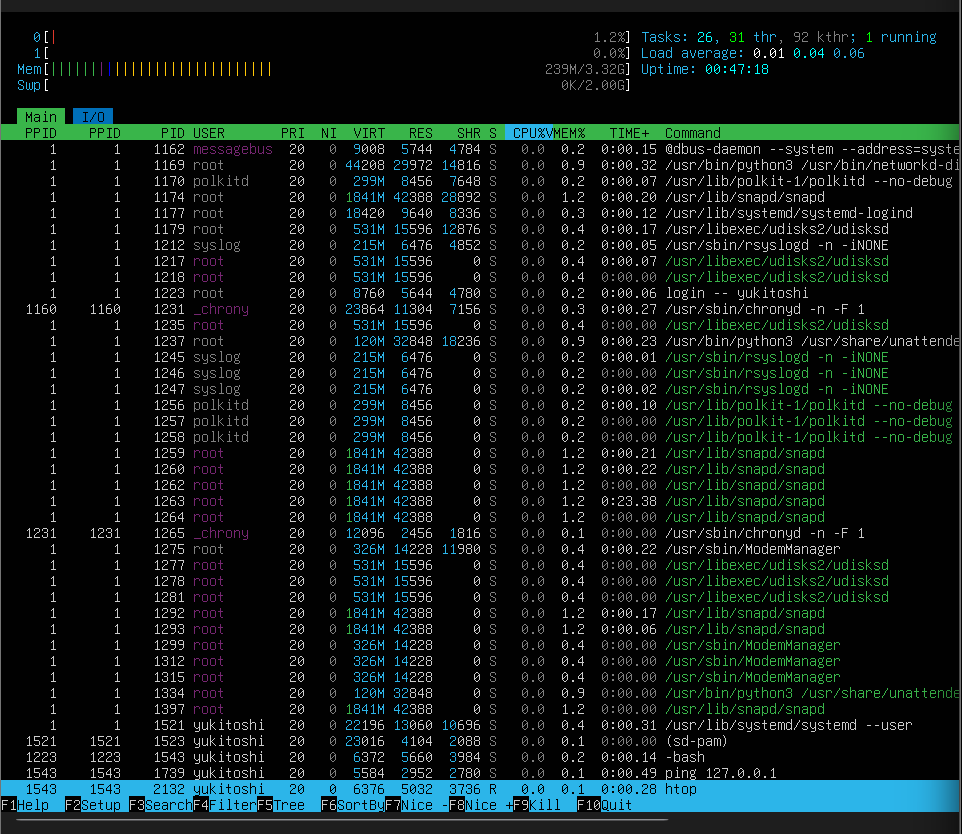 0[| 1.2%] Tasks: 26, 31 thr, 92 kthr; 1 running
1[ 0.0%] Load average: 0.01 0.04 0.06
Mem[|||||||||||||||||||||||||||| 239M/3.32G] Uptime: 00:47:18
Swp[ 0K/2.00G]
Main I/O
PPID PPID PID USER PRI NI VIRT RES SHR S CPU%▽MEM% TIME+ Command
1 1 1162 messagebus 20 0 9008 5744 4784 S 0.0 0.2 0:00.15 @dbus-daemon --system --address=syste
1 1 1169 root 20 0 44208 29972 14816 S 0.0 0.9 0:00.32 /usr/bin/python3 /usr/bin/networkd-di
1 1 1170 polkitd 20 0 299M 8456 7648 S 0.0 0.2 0:00.07 /usr/lib/polkit-1/polkitd --no-debug
1 1 1174 root 20 0 1841M 42388 28892 S 0.0 1.2 0:00.20 /usr/lib/snapd/snapd
1 1 1177 root 20 0 18420 9640 8336 S 0.0 0.3 0:00.12 /usr/lib/systemd/systemd-logind
1 1 1179 root 20 0 531M 15596 12876 S 0.0 0.4 0:00.17 /usr/libexec/udisks2/udisksd
1 1 1212 syslog 20 0 215M 6476 4852 S 0.0 0.2 0:00.05 /usr/sbin/rsyslogd -n -iNONE
1 1 1217 root 20 0 531M 15596 0 S 0.0 0.4 0:00.07 /usr/libexec/udisks2/udisksd
1 1 1218 root 20 0 531M 15596 0 S 0.0 0.4 0:00.00 /usr/libexec/udisks2/udisksd
1 1 1223 root 20 0 8760 5644 4780 S 0.0 0.2 0:00.06 login -- yukitoshi
1160 1160 1231 _chrony 20 0 23864 11304 7156 S 0.0 0.3 0:00.27 /usr/sbin/chronyd -n -F 1
1 1 1235 root 20 0 531M 15596 0 S 0.0 0.4 0:00.00 /usr/libexec/udisks2/udisksd
1 1 1237 root 20 0 120M 32848 18236 S 0.0 0.9 0:00.23 /usr/bin/python3 /usr/share/unattende
1 1 1245 syslog 20 0 215M 6476 0 S 0.0 0.2 0:00.01 /usr/sbin/rsyslogd -n -iNONE
1 1 1246 syslog 20 0 215M 6476 0 S 0.0 0.2 0:00.00 /usr/sbin/rsyslogd -n -iNONE
1 1 1247 syslog 20 0 215M 6476 0 S 0.0 0.2 0:00.02 /usr/sbin/rsyslogd -n -iNONE
1 1 1256 polkitd 20 0 299M 8456 0 S 0.0 0.2 0:00.10 /usr/lib/polkit-1/polkitd --no-debug
1 1 1257 polkitd 20 0 299M 8456 0 S 0.0 0.2 0:00.00 /usr/lib/polkit-1/polkitd --no-debug
1 1 1258 polkitd 20 0 299M 8456 0 S 0.0 0.2 0:00.00 /usr/lib/polkit-1/polkitd --no-debug
1 1 1259 root 20 0 1841M 42388 0 S 0.0 1.2 0:00.21 /usr/lib/snapd/snapd
1 1 1260 root 20 0 1841M 42388 0 S 0.0 1.2 0:00.22 /usr/lib/snapd/snapd
1 1 1262 root 20 0 1841M 42388 0 S 0.0 1.2 0:00.00 /usr/lib/snapd/snapd
1 1 1263 root 20 0 1841M 42388 0 S 0.0 1.2 0:23.38 /usr/lib/snapd/snapd
1 1 1264 root 20 0 1841M 42388 0 S 0.0 1.2 0:00.00 /usr/lib/snapd/snapd
1231 1231 1265 _chrony 20 0 12096 2456 1816 S 0.0 0.1 0:00.00 /usr/sbin/chronyd -n -F 1
1 1 1275 root 20 0 326M 14228 11980 S 0.0 0.4 0:00.22 /usr/sbin/ModemManager
1 1 1277 root 20 0 531M 15596 0 S 0.0 0.4 0:00.00 /usr/libexec/udisks2/udisksd
1 1 1278 root 20 0 531M 15596 0 S 0.0 0.4 0:00.00 /usr/libexec/udisks2/udisksd
1 1 1281 root 20 0 531M 15596 0 S 0.0 0.4 0:00.00 /usr/libexec/udisks2/udisksd
1 1 1292 root 20 0 1841M 42388 0 S 0.0 1.2 0:00.17 /usr/lib/snapd/snapd
1 1 1293 root 20 0 1841M 42388 0 S 0.0 1.2 0:00.06 /usr/lib/snapd/snapd
1 1 1299 root 20 0 326M 14228 0 S 0.0 0.4 0:00.00 /usr/sbin/ModemManager
1 1 1312 root 20 0 326M 14228 0 S 0.0 0.4 0:00.00 /usr/sbin/ModemManager
1 1 1315 root 20 0 326M 14228 0 S 0.0 0.4 0:00.00 /usr/sbin/ModemManager
1 1 1334 root 20 0 120M 32848 0 S 0.0 0.9 0:00.00 /usr/bin/python3 /usr/share/unattende
1 1 1397 root 20 0 1841M 42388 0 S 0.0 1.2 0:00.00 /usr/lib/snapd/snapd
1 1 1521 yukitoshi 20 0 22196 13060 10696 S 0.0 0.4 0:00.31 /usr/lib/systemd/systemd --user
1521 1521 1523 yukitoshi 20 0 23016 4104 2088 S 0.0 0.1 0:00.00 (sd-pam)
1223 1223 1543 yukitoshi 20 0 6372 5660 3984 S 0.0 0.2 0:00.14 -bash
1543 1543 1739 yukitoshi 20 0 5584 2952 2780 S 0.0 0.1 0:00.49 ping 127.0.0.1
1543 1543 2132 yukitoshi 20 0 6376 5032 3736 R 0.0 0.1 0:00.28 htop
F1Help F2Setup F3SearchF4FilterF5Tree F6SortByF7Nice -F8Nice +F9Kill F10Quit